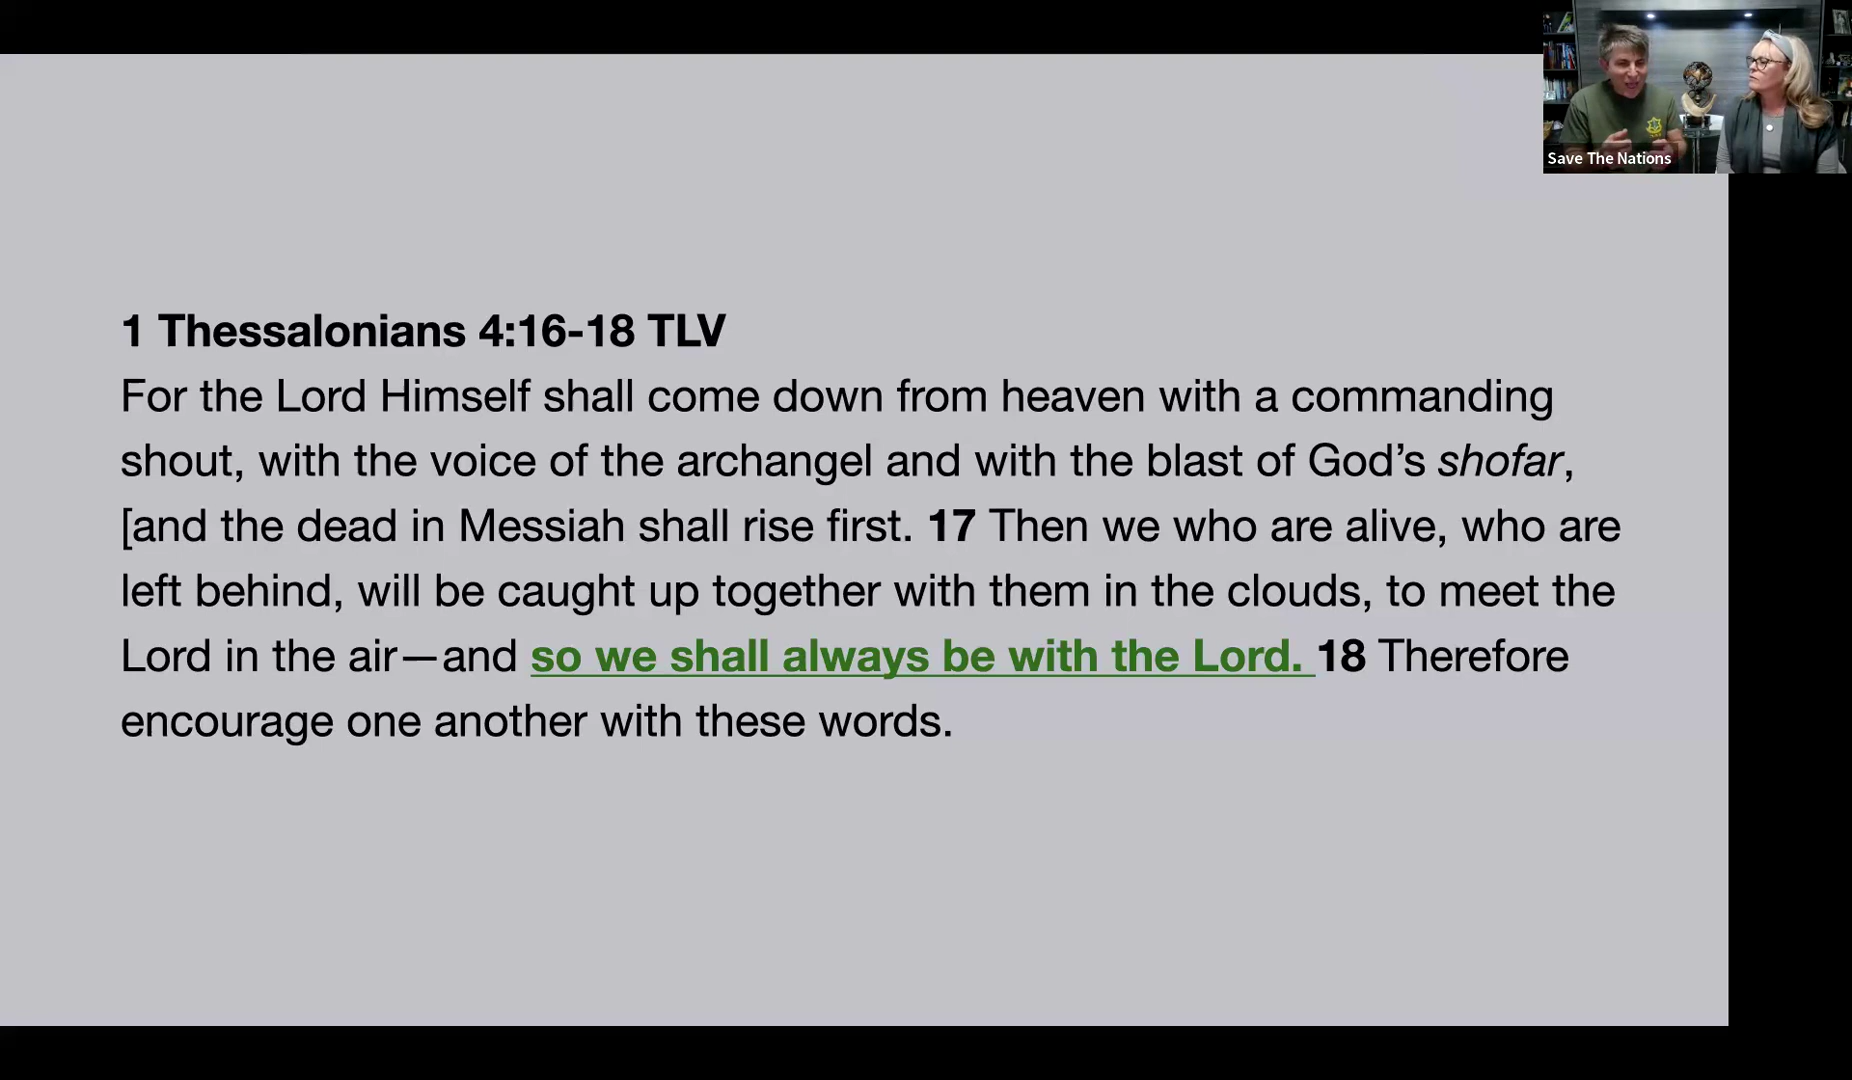 Save The Nations
1 Thessalonians 4:16-18 TLV
For the Lord Himself shall come down from heaven with a commanding
shout, with the voice of the archangel and with the blast of God’s shofar,
[and the dead in Messiah shall rise first. 17 Then we who are alive, who are
left behind, will be caught up together with them in the clouds, to meet the
Lord in the air—and so we shall always be with the Lord. 18 Therefore
encourage one another with these words.